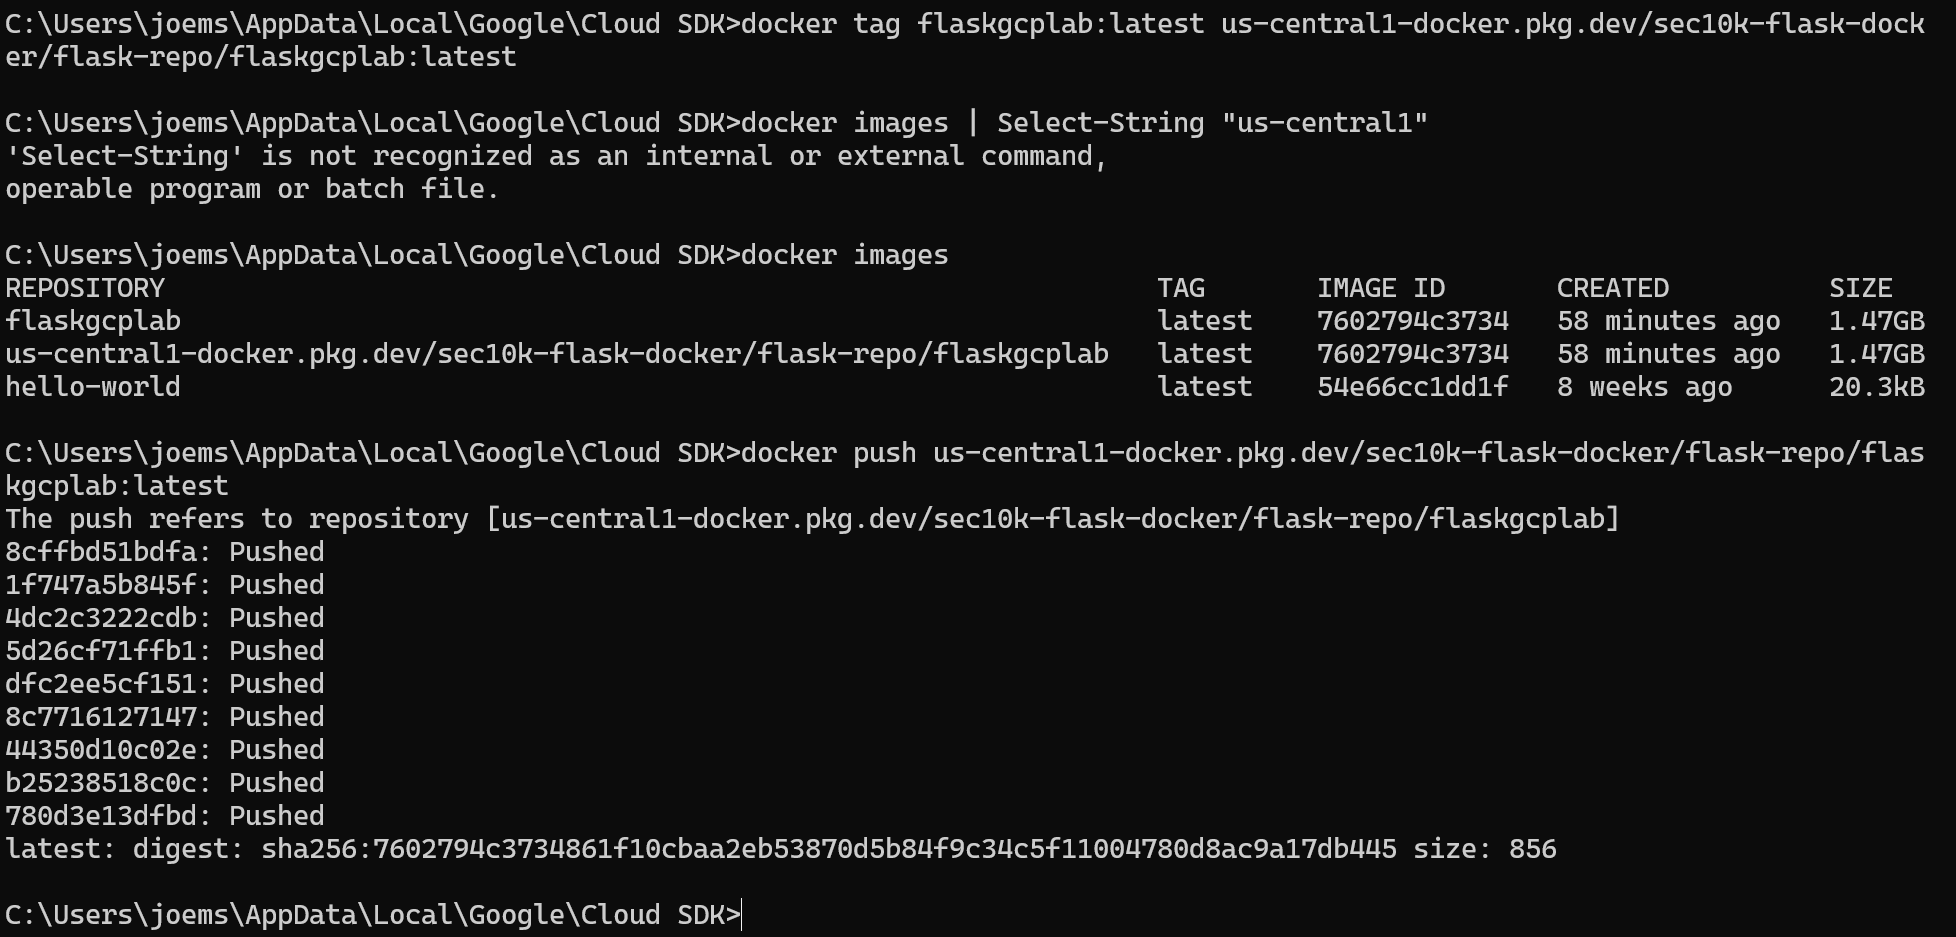 C:\Users\joems\AppData\Local\Google\Cloud SDK>docker tag flaskgcplab:latest us-central1-docker.pkg.dev/sec10k-flask-dock
er/flask-repo/flaskgcplab:latest
C:\Users\joems\AppData\Local\Google\Cloud SDK>docker images | Select-String "us-central1"
'Select-String' is not recognized as an internal or external command,
operable program or batch file.
C:\Users\joems\AppData\Local\Google\Cloud SDK>docker images
REPOSITORY TAG IMAGE ID CREATED SIZE
flaskgcplab latest 7602794c3734 58 minutes ago 1.47GB
us-central1-docker.pkg.dev/sec10k-flask-docker/flask-repo/flaskgcplab latest 7602794c3734 58 minutes ago 1.47GB
hello-world latest 54e66cc1dd1f 8 weeks ago 20.3kB
C:\Users\joems\AppData\Local\Google\Cloud SDK>docker push us-central1-docker.pkg.dev/sec10k-flask-docker/flask-repo/flas
kgcplab:latest
The push refers to repository [us-central1-docker.pkg.dev/sec10k-flask-docker/flask-repo/flaskgcplab]
8cffbd51bdfa: Pushed
1f747a5b845f: Pushed
4dc2c3222cdb: Pushed
5d26cf71ffb1: Pushed
dfc2ee5cf151: Pushed
8c7716127147: Pushed
44350d10c02e: Pushed
b25238518c0c: Pushed
780d3e13dfbd: Pushed
latest: digest: sha256:7602794c3734861f10cbaa2eb53870d5b84f9c34c5f11004780d8ac9a17db445 size: 856
C:\Users\joems\AppData\Local\Google\Cloud SDK>